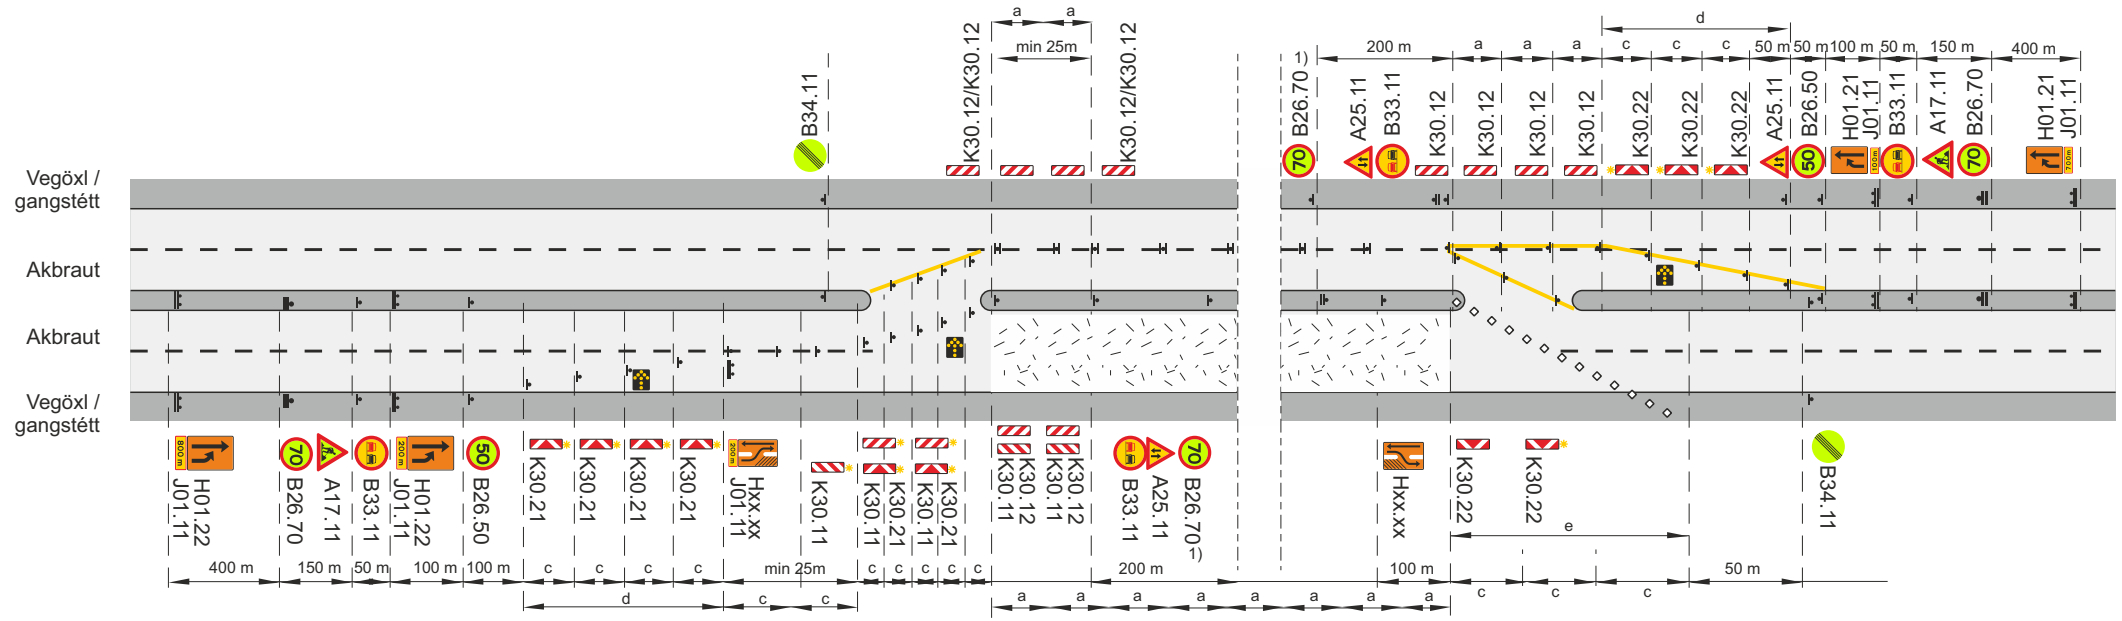 a a
d
min 25m
200 m a a a c c c 50 m 50 m 100 m 50 m 150 m 400 m
1)
B34.11
K30.12/K30.12
K30.12/K30.12
B26.70
A25.11
B33.11
K30.12
K30.12
K30.12
K30.12
K30.22
K30.22
K30.22
A25.11
B26.50
H01.21
J01.11
B33.11
A17.11
B26.70
H01.21
J01.11
70
50
100 m
70
700m
Vegöxl /
gangstétt
Akbraut
Akbraut
Vegöxl /
gangstétt
800 m
70
200 m
50
200 m
70
J01.11
H01.22
B26.70
A17.11
B33.11
J01.11
H01.22
B26.50
K30.21
K30.21
K30.21
K30.21
J01.11
Hxx.xx
K30.11
K30.11
K30.21
K30.11
K30.21
K30.11
K30.12
K30.11
K30.12
B33.11
A25.11
B26.70
1)
Hxx.xx
K30.22
K30.22
B34.11
e
400 m 150 m 50 m 100 m 100 m c c c c min 25m c c c c c 200 m 100 m c c c 50 m
d c c a a a a a a a a